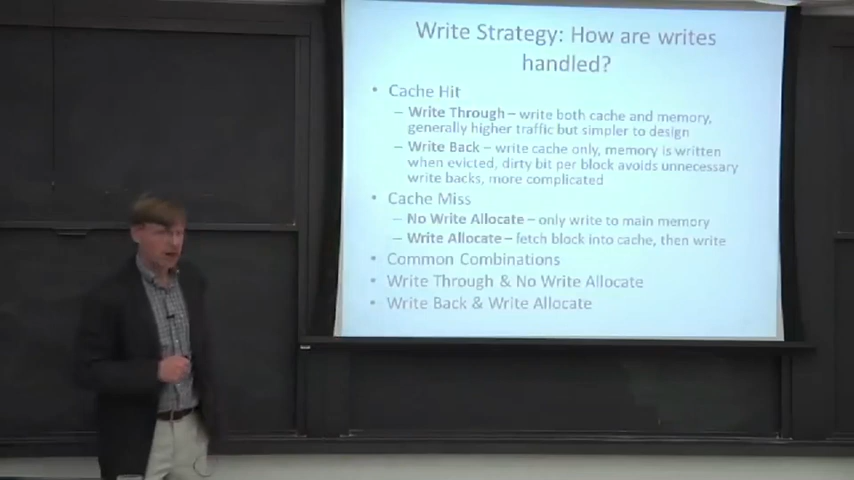 Write Strategy: How are writes
handled?
• Cache Hit
– Write Through – write both cache and memory,
generally higher traffic but simpler to design
– Write Back – write cache only, memory is written
when evicted, dirty bit per block avoids unnecessary
write backs, more complicated
• Cache Miss
– No Write Allocate – only write to main memory
– Write Allocate – fetch block into cache, then write
• Common Combinations
• Write Through & No Write Allocate
• Write Back & Write Allocate